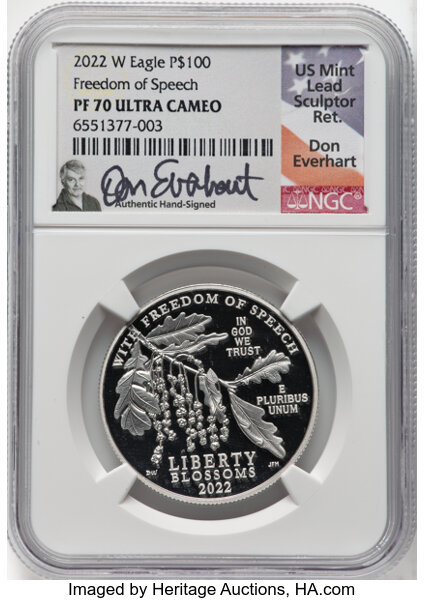 2022 W Eagle P$100
Freedom of Speech
PF 70 ULTRA CAMEO
6551377-003
Don Everhart
Authentic Hand-Signed
US Mint
Lead
Sculptor
Ret.
Don
Everhart
NGC
WITH FREEDOM OF SPEECH
IN
GOD
WE
TRUST
E
PLURIBUS
UNUM
LIBERTY
BLOSSOMS
2022
JFM
Imaged by Heritage Auctions, HA.com